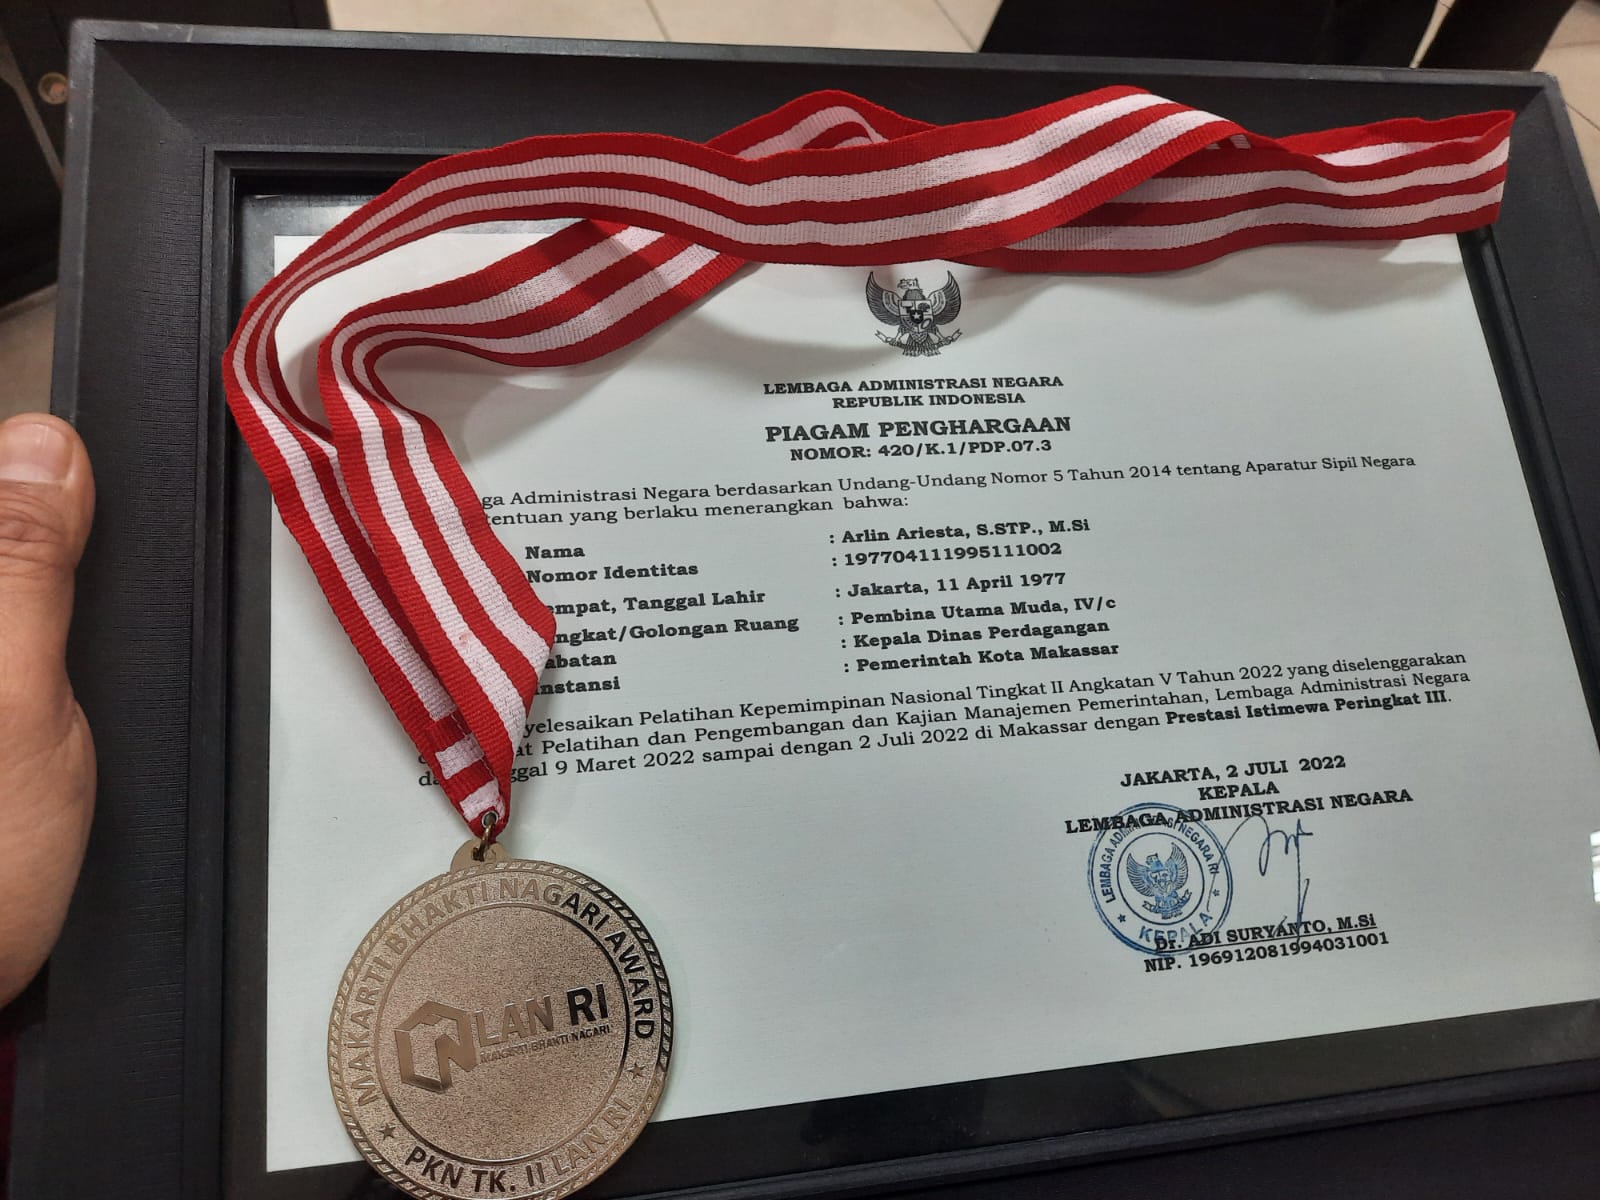 LEMBAGA ADMINISTRASI NEGARA
REPUBLIK INDONESIA
PIAGAM PENGHARGAAN
NOMOR: 420/K.1/PDP.07.3
ga Administrasi Negara berdasarkan Undang-Undang Nomor 5 Tahun 2014 tentang Aparatur Sipil Negara
tentuan yang berlaku menerangkan bahwa:
Nama : Arlin Ariesta, S.STP., M.Si
Nomor Identitas : 197704111995111002
empat, Tanggal Lahir : Jakarta, 11 April 1977
ngkat/Golongan Ruang : Pembina Utama Muda, IV/c
abatan : Kepala Dinas Perdagangan
Instansi : Pemerintah Kota Makassar
yelesaikan Pelatihan Kepemimpinan Nasional Tingkat II Angkatan V Tahun 2022 yang diselenggarakan
at Pelatihan dan Pengembangan dan Kajian Manajemen Pemerintahan, Lembaga Administrasi Negara
da ggal 9 Maret 2022 sampai dengan 2 Juli 2022 di Makassar dengan Prestasi Istimewa Peringkat III.
JAKARTA, 2 JULI 2022
KEPALA
LEMBAGA ADMINISTRASI NEGARA
LEMBAGA ADMINISTRASI NEGARA RI
KEPALA
Dr. ADI SURYANTO, M.Si
NIP. 196912081994031001
MAKARTI BHAKTI NAGARI AWARD
LAN RI
MAKARTI BHAKTI NAGARI
PKN TK. II LAN RI